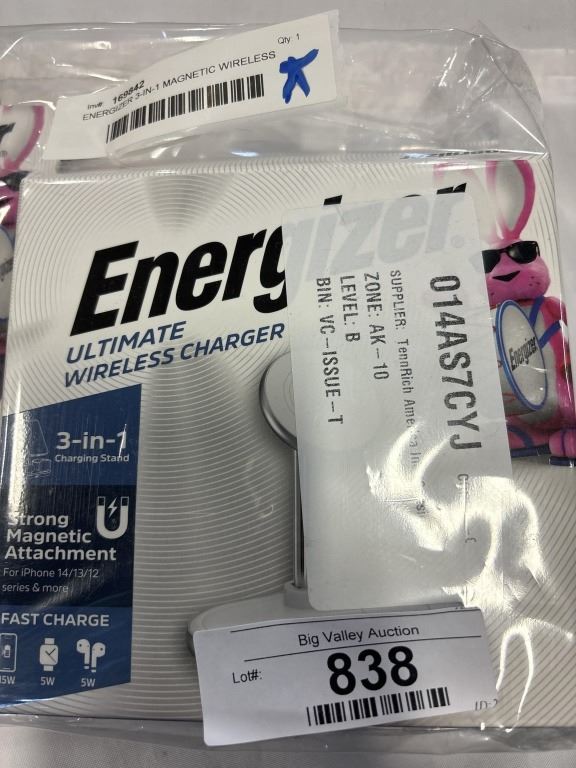 Inv#: 169842
Qty: 1
ENERGIZER 3-IN-1 MAGNETIC WIRELESS
Energizer
ULTIMATE
WIRELESS CHARGER
3-in-1
Charging Stand
Strong
Magnetic
Attachment
For iPhone 14/13/12
series & more
FAST CHARGE
15W
5W
5W
014AS7CYJ
SUPPLIER: TennRich America
ZONE: AK-10
LEVEL: B
BIN: VC-ISSUE-T
Energizer
Big Valley Auction
Lot#:
838